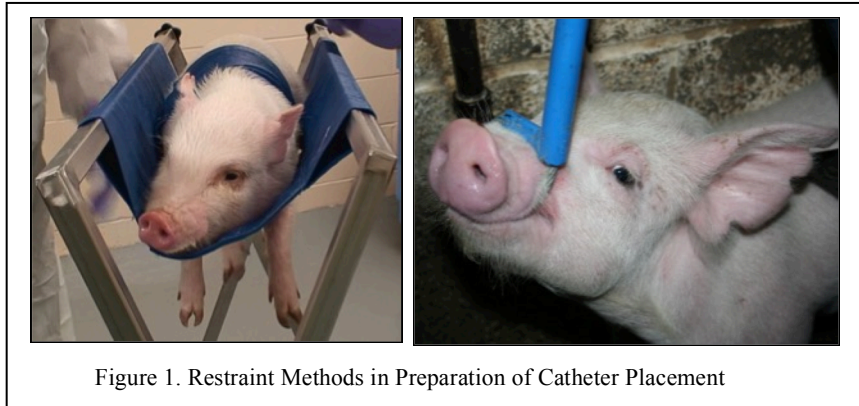 Figure 1. Restraint Methods in Preparation of Catheter Placement